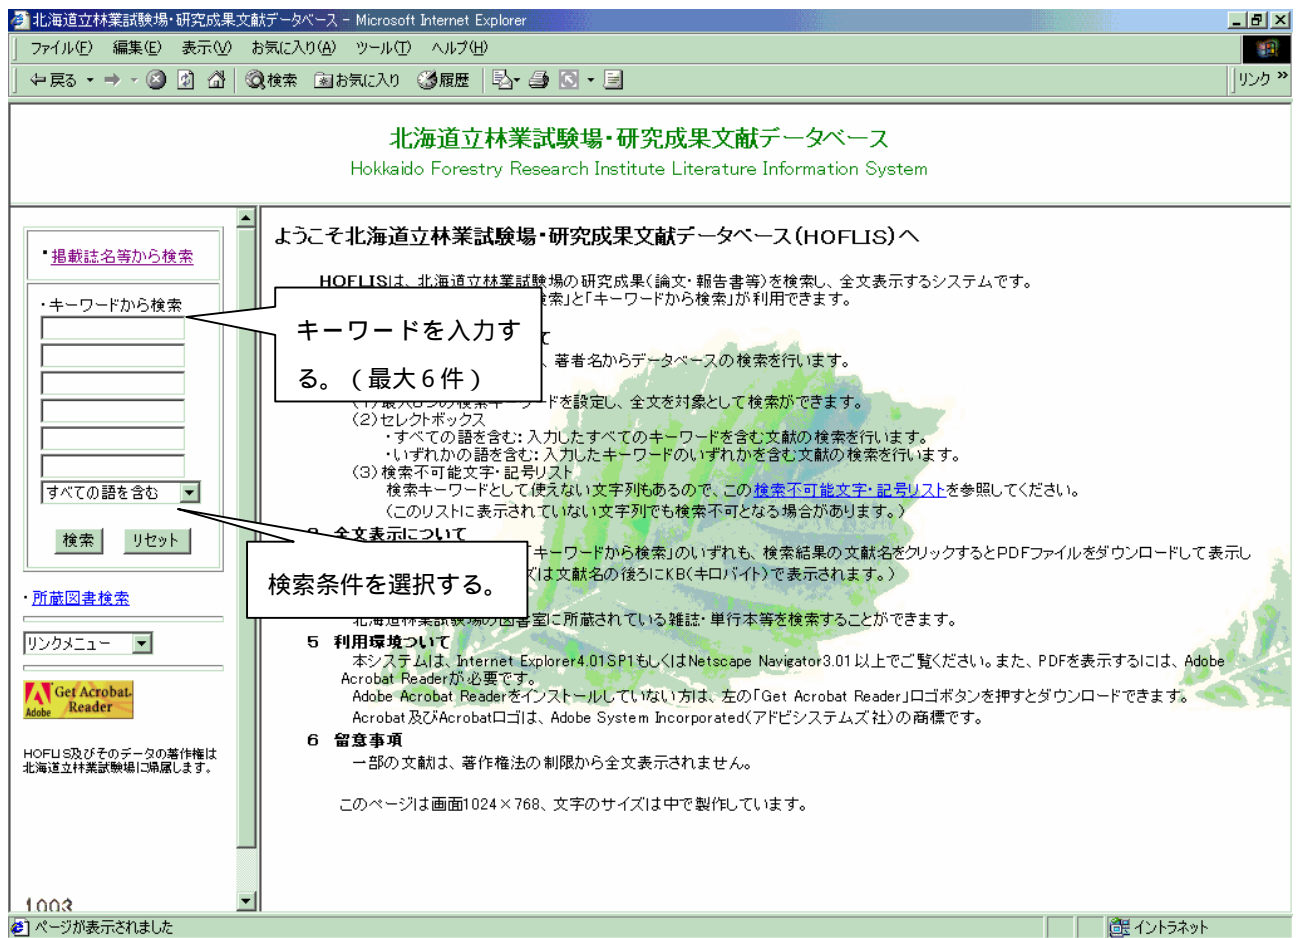 北海道立林業試験場・研究成果文献データベース - Microsoft Internet Explorer
ファイル(F) 編集(E) 表示(V) お気に入り(A) ツール(T) ヘルプ(H)
戻る 検索 お気に入り 履歴 リンク »
北海道立林業試験場・研究成果文献データベース
Hokkaido Forestry Research Institute Literature Information System
・掲載誌名等から検索
・キーワードから検索
すべての語を含む
検索 リセット
・所蔵図書検索
リンクメニュー
Get Acrobat Reader
Adobe
HOFLIS及びそのデータの著作権は
北海道立林業試験場に帰属します。
1003
ようこそ北海道立林業試験場・研究成果文献データベース(HOFLIS)へ
HOFLISは、北海道立林業試験場の研究成果(論文・報告書等)を検索し、全文表示するシステムです。
索」と「キーワードから検索」が利用できます。
キーワードを入力す
る。(最大6件)
て
、著者名からデータベースの検索を行います。
(1)最大6つの検索キーワードを設定し、全文を対象として検索ができます。
(2)セレクトボックス
・すべての語を含む:入力したすべてのキーワードを含む文献の検索を行います。
・いずれかの語を含む:入力したキーワードのいずれかを含む文献の検索を行います。
(3)検索不可能文字・記号リスト
検索キーワードとして使えない文字列もあるので、この検索不可能文字・記号リストを参照してください。
(このリストに表示されていない文字列でも検索不可となる場合があります。)
全文表示について
「キーワードから検索」のいずれも、検索結果の文献名をクリックするとPDFファイルをダウンロードして表示し
ズは文献名の後ろにKB(キロバイト)で表示されます。)
検索条件を選択する。
北海道林業試験場の図書室に所蔵されている雑誌・単行本等を検索することができます。
5 利用環境ついて
本システムは、Internet Explorer4.01SP1もしくはNetscape Navigator3.01以上でご覧ください。また、PDFを表示するには、Adobe
Acrobat Readerが必要です。
Adobe Acrobat Readerをインストールしていない方は、左の「Get Acrobat Reader」ロゴボタンを押すとダウンロードできます。
Acrobat及びAcrobatロゴは、Adobe System Incorporated(アドビシステムズ社)の商標です。
6 留意事項
一部の文献は、著作権法の制限から全文表示されません。
このページは画面1024×768、文字のサイズは中で製作しています。
ページが表示されました イントラネット